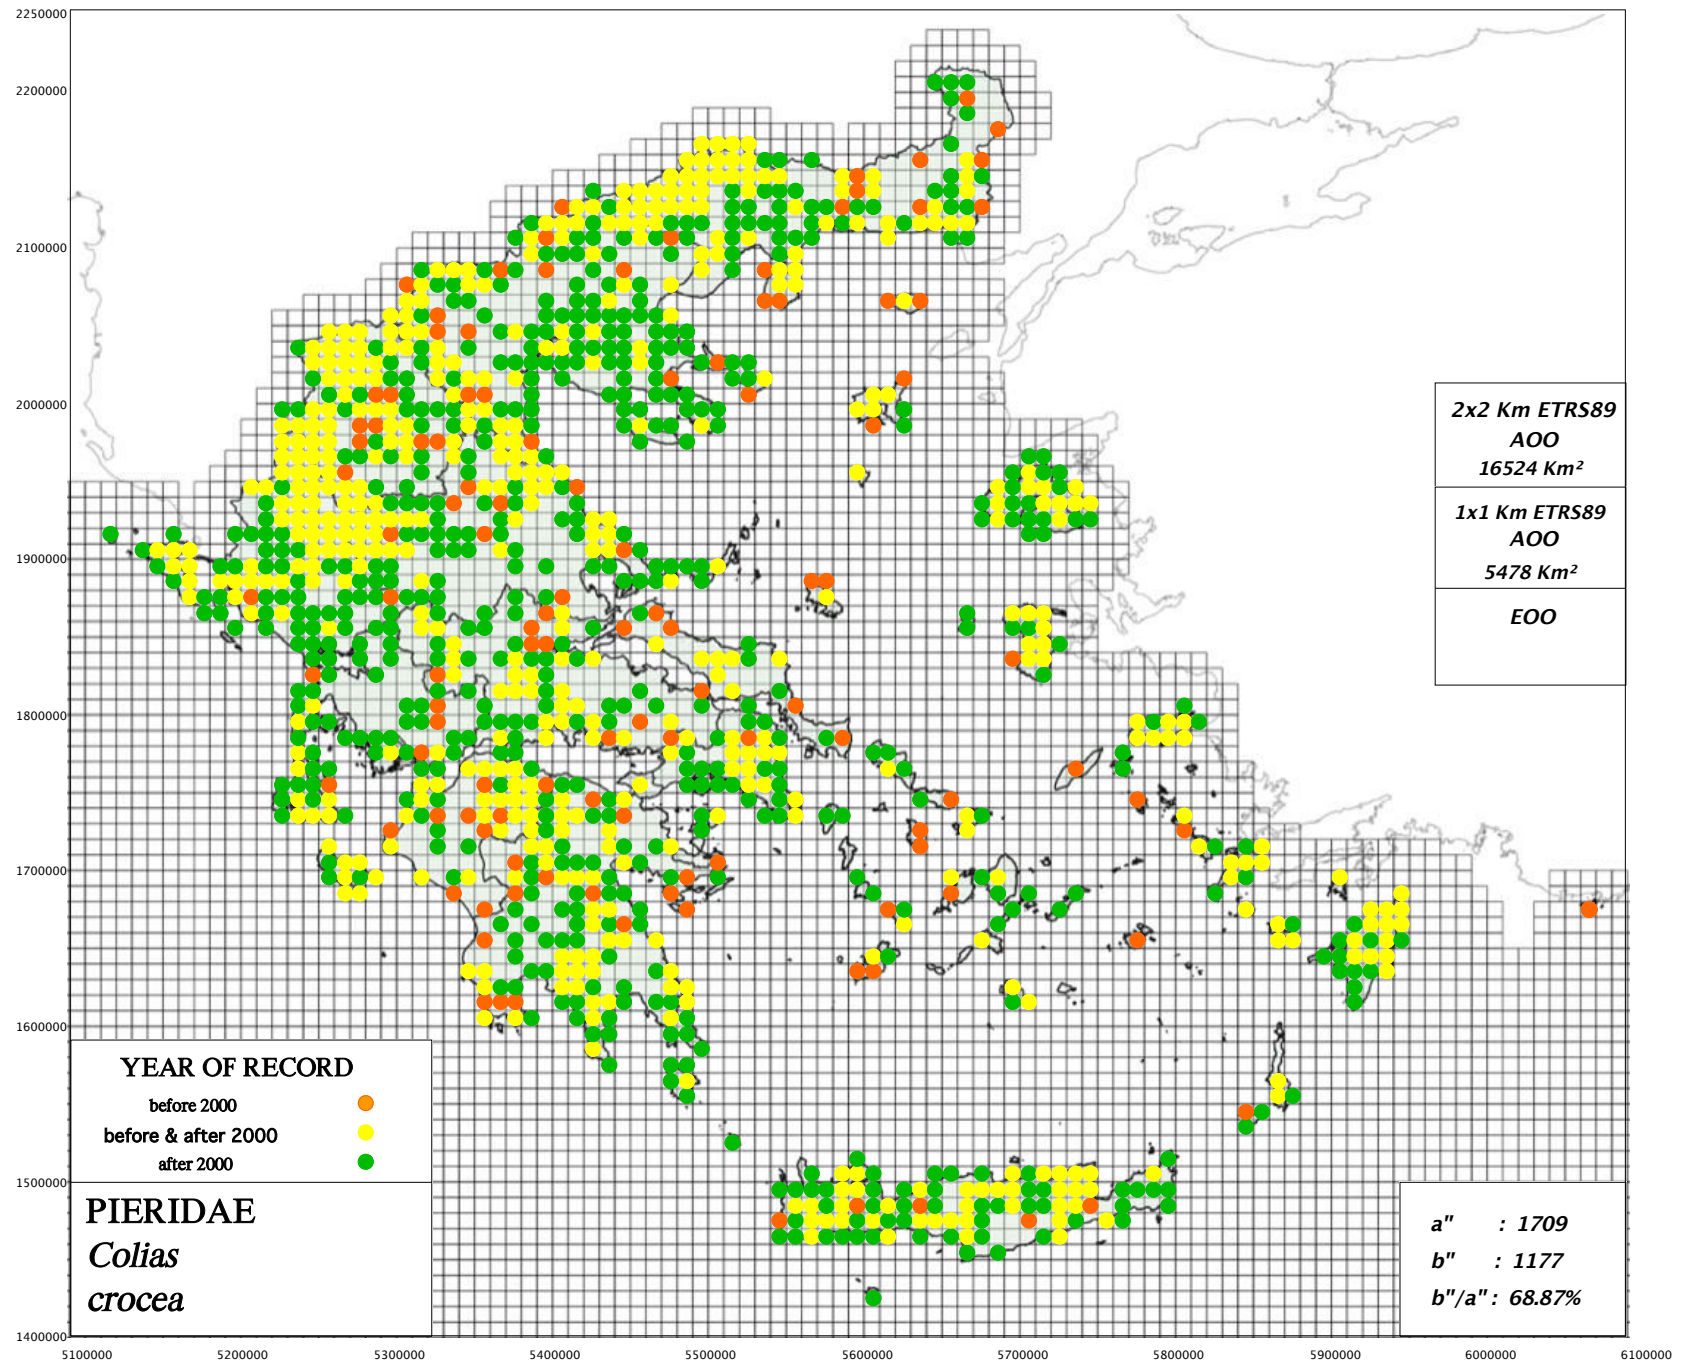 2250000
2200000
2100000
2000000
1900000
1800000
1700000
1600000
1500000
1400000
2x2 Km ETRS89
AOO
16524 Km²
1x1 Km ETRS89
AOO
5478 Km²
EOO
YEAR OF RECORD
before 2000
before & after 2000
after 2000
PIERIDAE
Colias
crocea
a" : 1709
b" : 1177
b"/a" : 68.87%
5100000 5200000 5300000 5400000 5500000 5600000 5700000 5800000 5900000 6000000 6100000